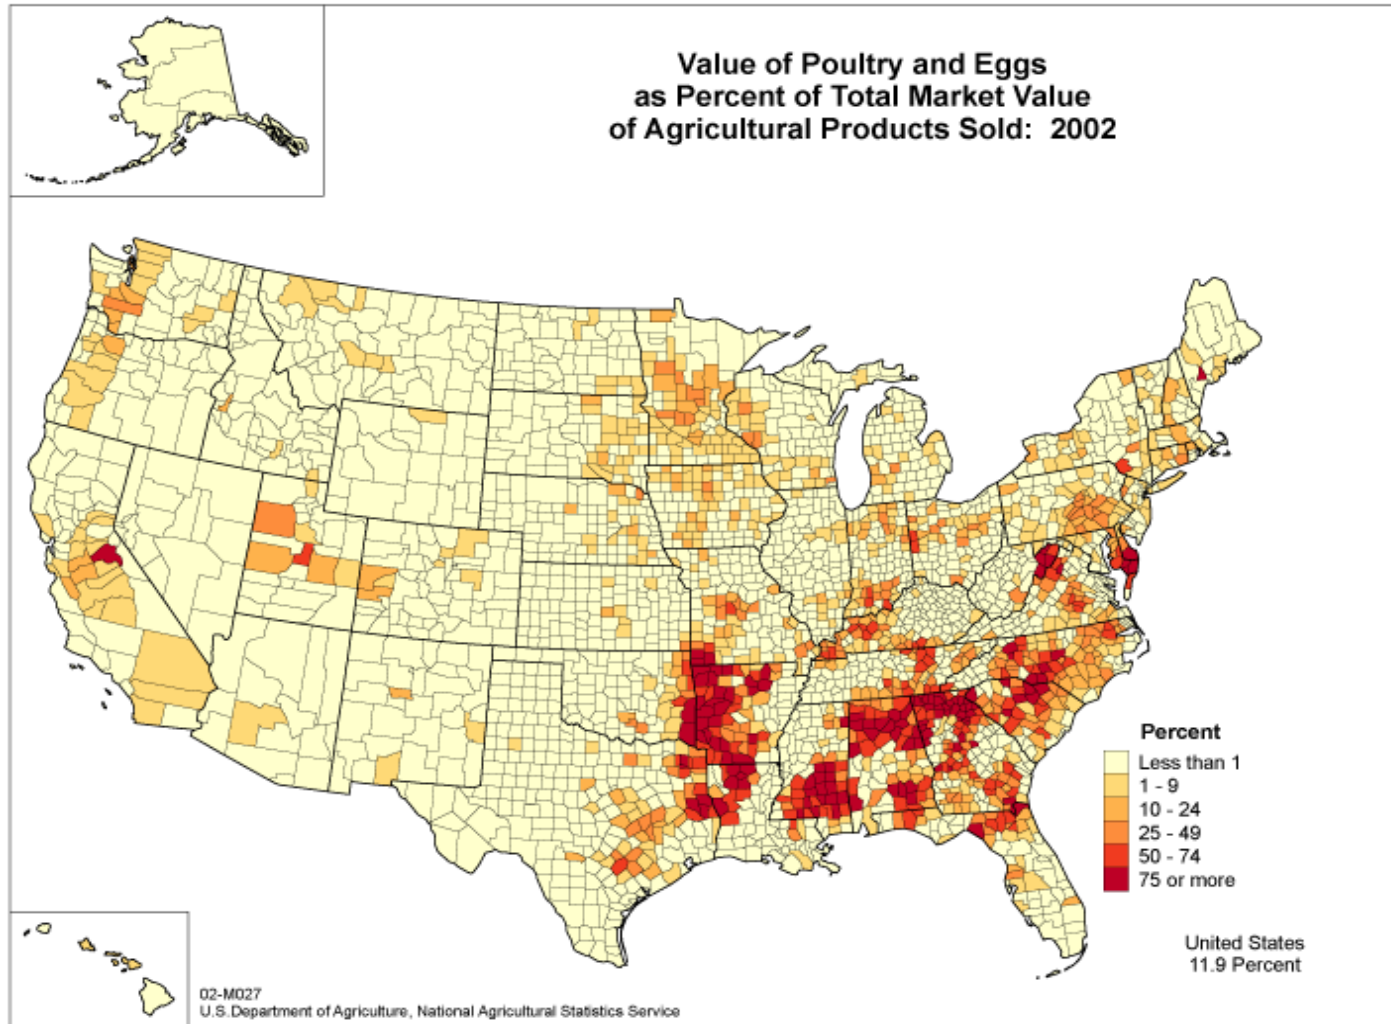 Value of Poultry and Eggs
as Percent of Total Market Value
of Agricultural Products Sold: 2002
Percent
Less than 1
1 - 9
10 - 24
25 - 49
50 - 74
75 or more
United States
11.9 Percent
02-M027
U.S.Department of Agriculture, National Agricultural Statistics Service